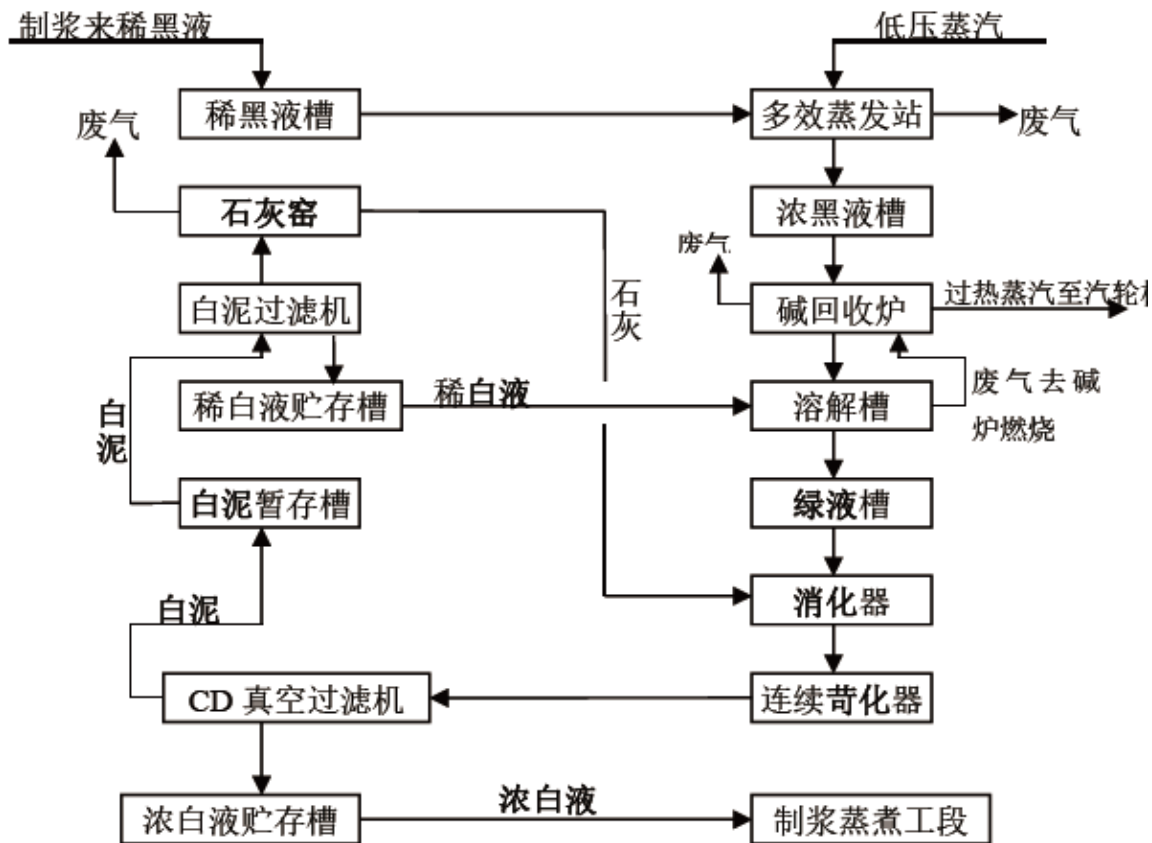 制浆来稀黑液
低压蒸汽
废气
稀黑液槽
多效蒸发站
废气
石灰窑
浓黑液槽
废气
白泥过滤机
石灰
碱回收炉
过热蒸汽至汽轮
白泥
稀白液贮存槽
稀白液
溶解槽
废气去碱
炉燃烧
白泥暂存槽
绿液槽
白泥
消化器
CD 真空过滤机
连续苛化器
浓白液贮存槽
浓白液
制浆蒸煮工段